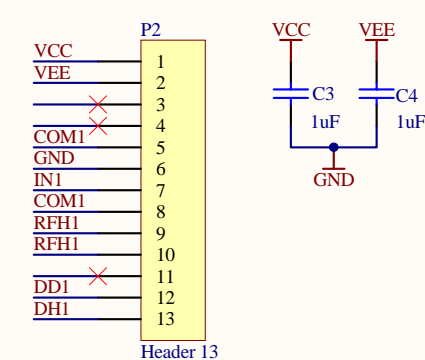 P2
VCC 1
VEE 2
3
4
COM1 5
GND 6
IN1 7
COM1 8
RFH1 9
RFH1 10
11
DD1 12
DH1 13
Header 13
VCC VEE
C3 C4
1uF 1uF
GND